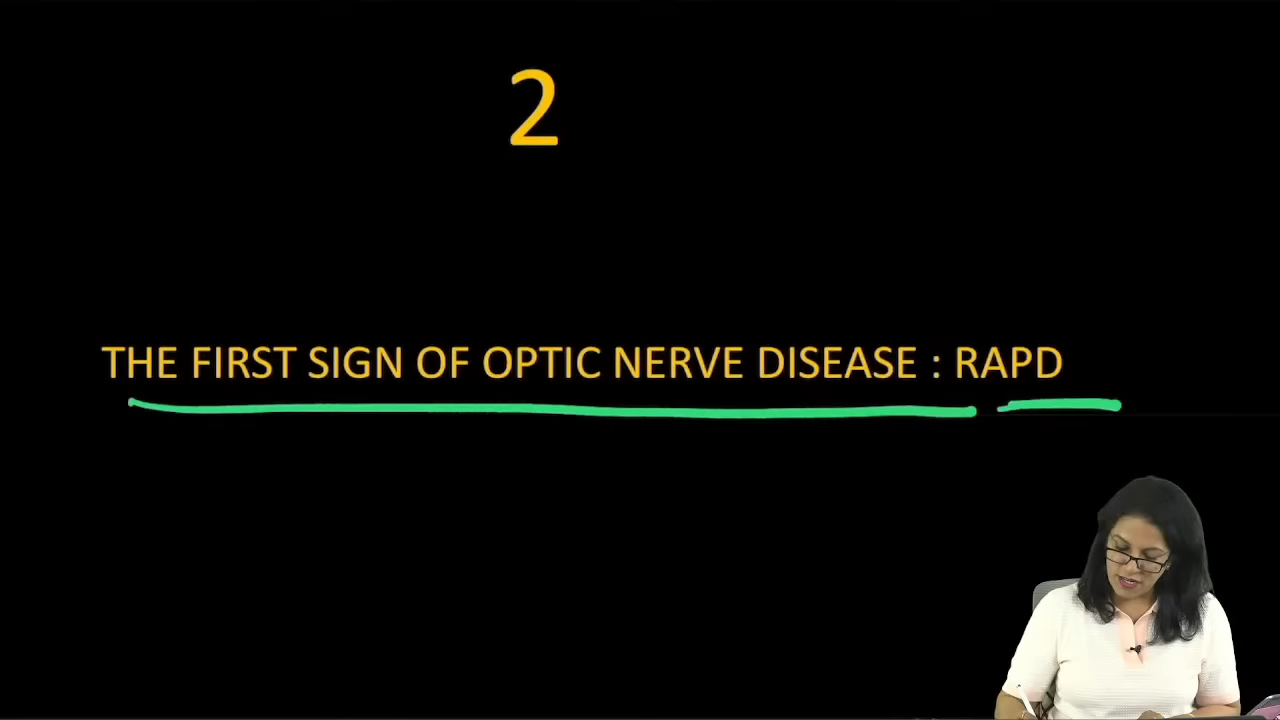 2
THE FIRST SIGN OF OPTIC NERVE DISEASE : RAPD